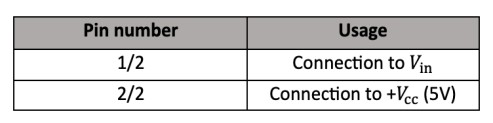 Pin number Usage
1/2 Connection to Vin
2/2 Connection to +Vcc (5V)